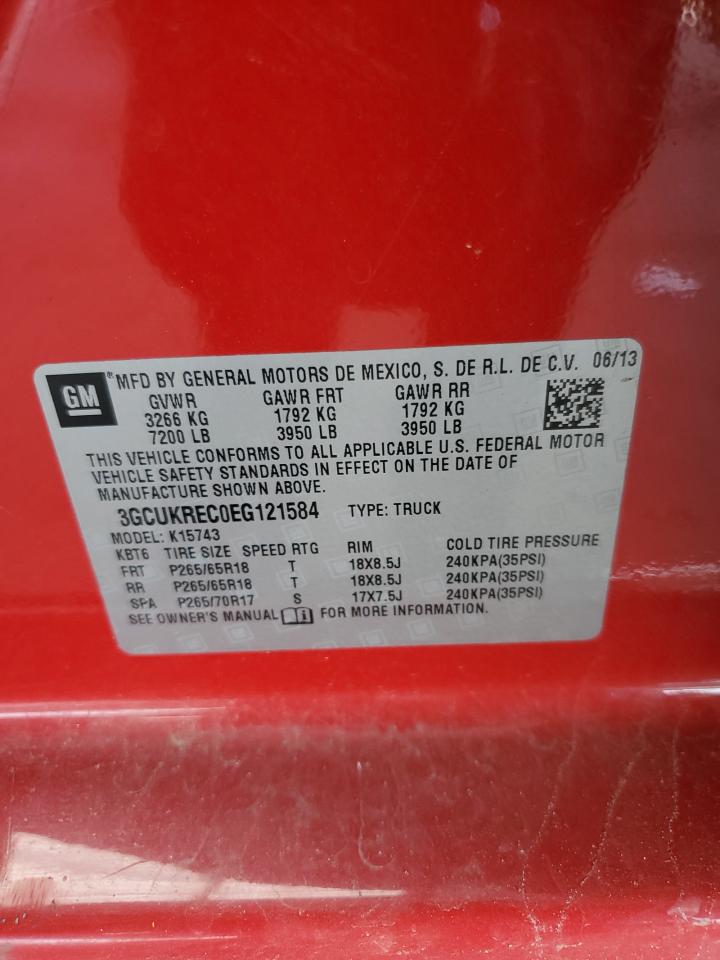 GM ® MFD BY GENERAL MOTORS DE MEXICO, S. DE R.L. DE C.V. 06/13
GVWR GAWR FRT GAWR RR
3266 KG 1792 KG 1792 KG
7200 LB 3950 LB 3950 LB
THIS VEHICLE CONFORMS TO ALL APPLICABLE U.S. FEDERAL MOTOR
VEHICLE SAFETY STANDARDS IN EFFECT ON THE DATE OF
MANUFACTURE SHOWN ABOVE.
3GCUKREC0EG121584 TYPE: TRUCK
MODEL: K15743
KBT6 TIRE SIZE SPEED RTG RIM COLD TIRE PRESSURE
FRT P265/65R18 T 18X8.5J 240KPA(35PSI)
RR P265/65R18 T 18X8.5J 240KPA(35PSI)
SPA P265/70R17 S 17X7.5J 240KPA(35PSI)
SEE OWNER'S MANUAL FOR MORE INFORMATION.